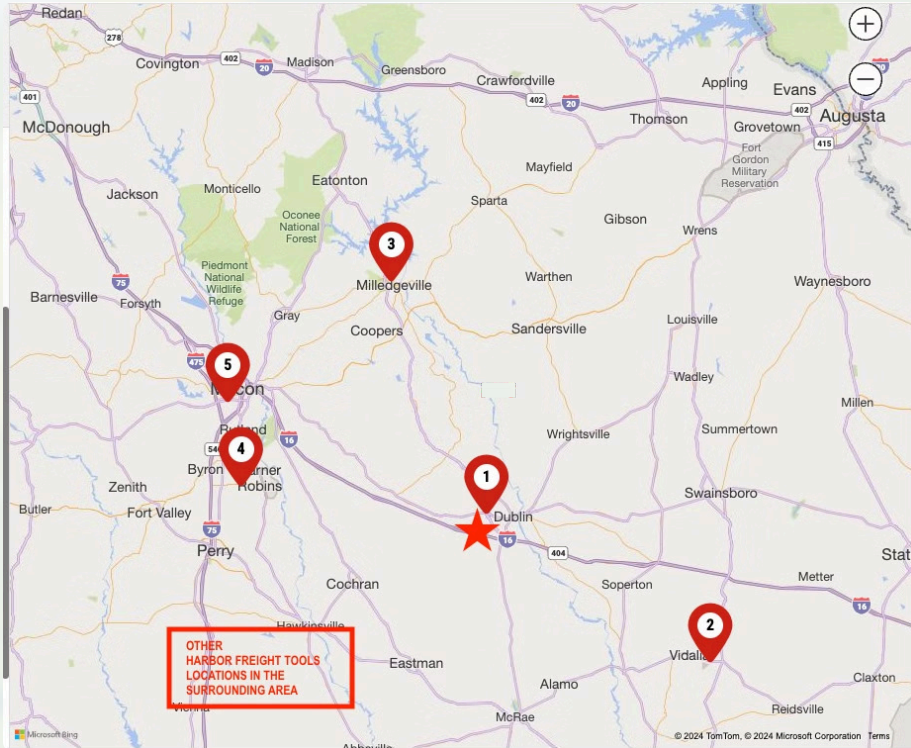 Redan
278
Covington
402
20
Madison
Greensboro
Crawfordville
402
20
Appling
Evans
402
Augusta
401
McDonough
Thomson
Grovetown
415
Fort
Gordon
Military
Reservation
Jackson
Monticello
Eatonton
Mayfield
Sparta
Oconee
National
Forest
Gibson
Wrens
3
75
Piedmont
National
Wildlife
Refuge
Milledgeville
Warthen
Waynesboro
Barnesville
Forsyth
Gray
Coopers
Sandersville
Louisville
475
5
Macon
Wadley
Millen
16
Wrightsville
Summertown
4
Byron
Robins
Zenith
1
Swainsboro
Butler
Fort Valley
Dublin
75
16
Perry
404
Stat
Cochran
Soperton
Metter
16
2
Hawkinsville
OTHER
HARBOR FREIGHT TOOLS
LOCATIONS IN THE
SURROUNDING AREA
Eastman
Vidalia
Alamo
Claxton
Vienna
McRae
Reidsville
Abbeville
Microsoft Bing
© 2024 TomTom, © 2024 Microsoft Corporation Terms